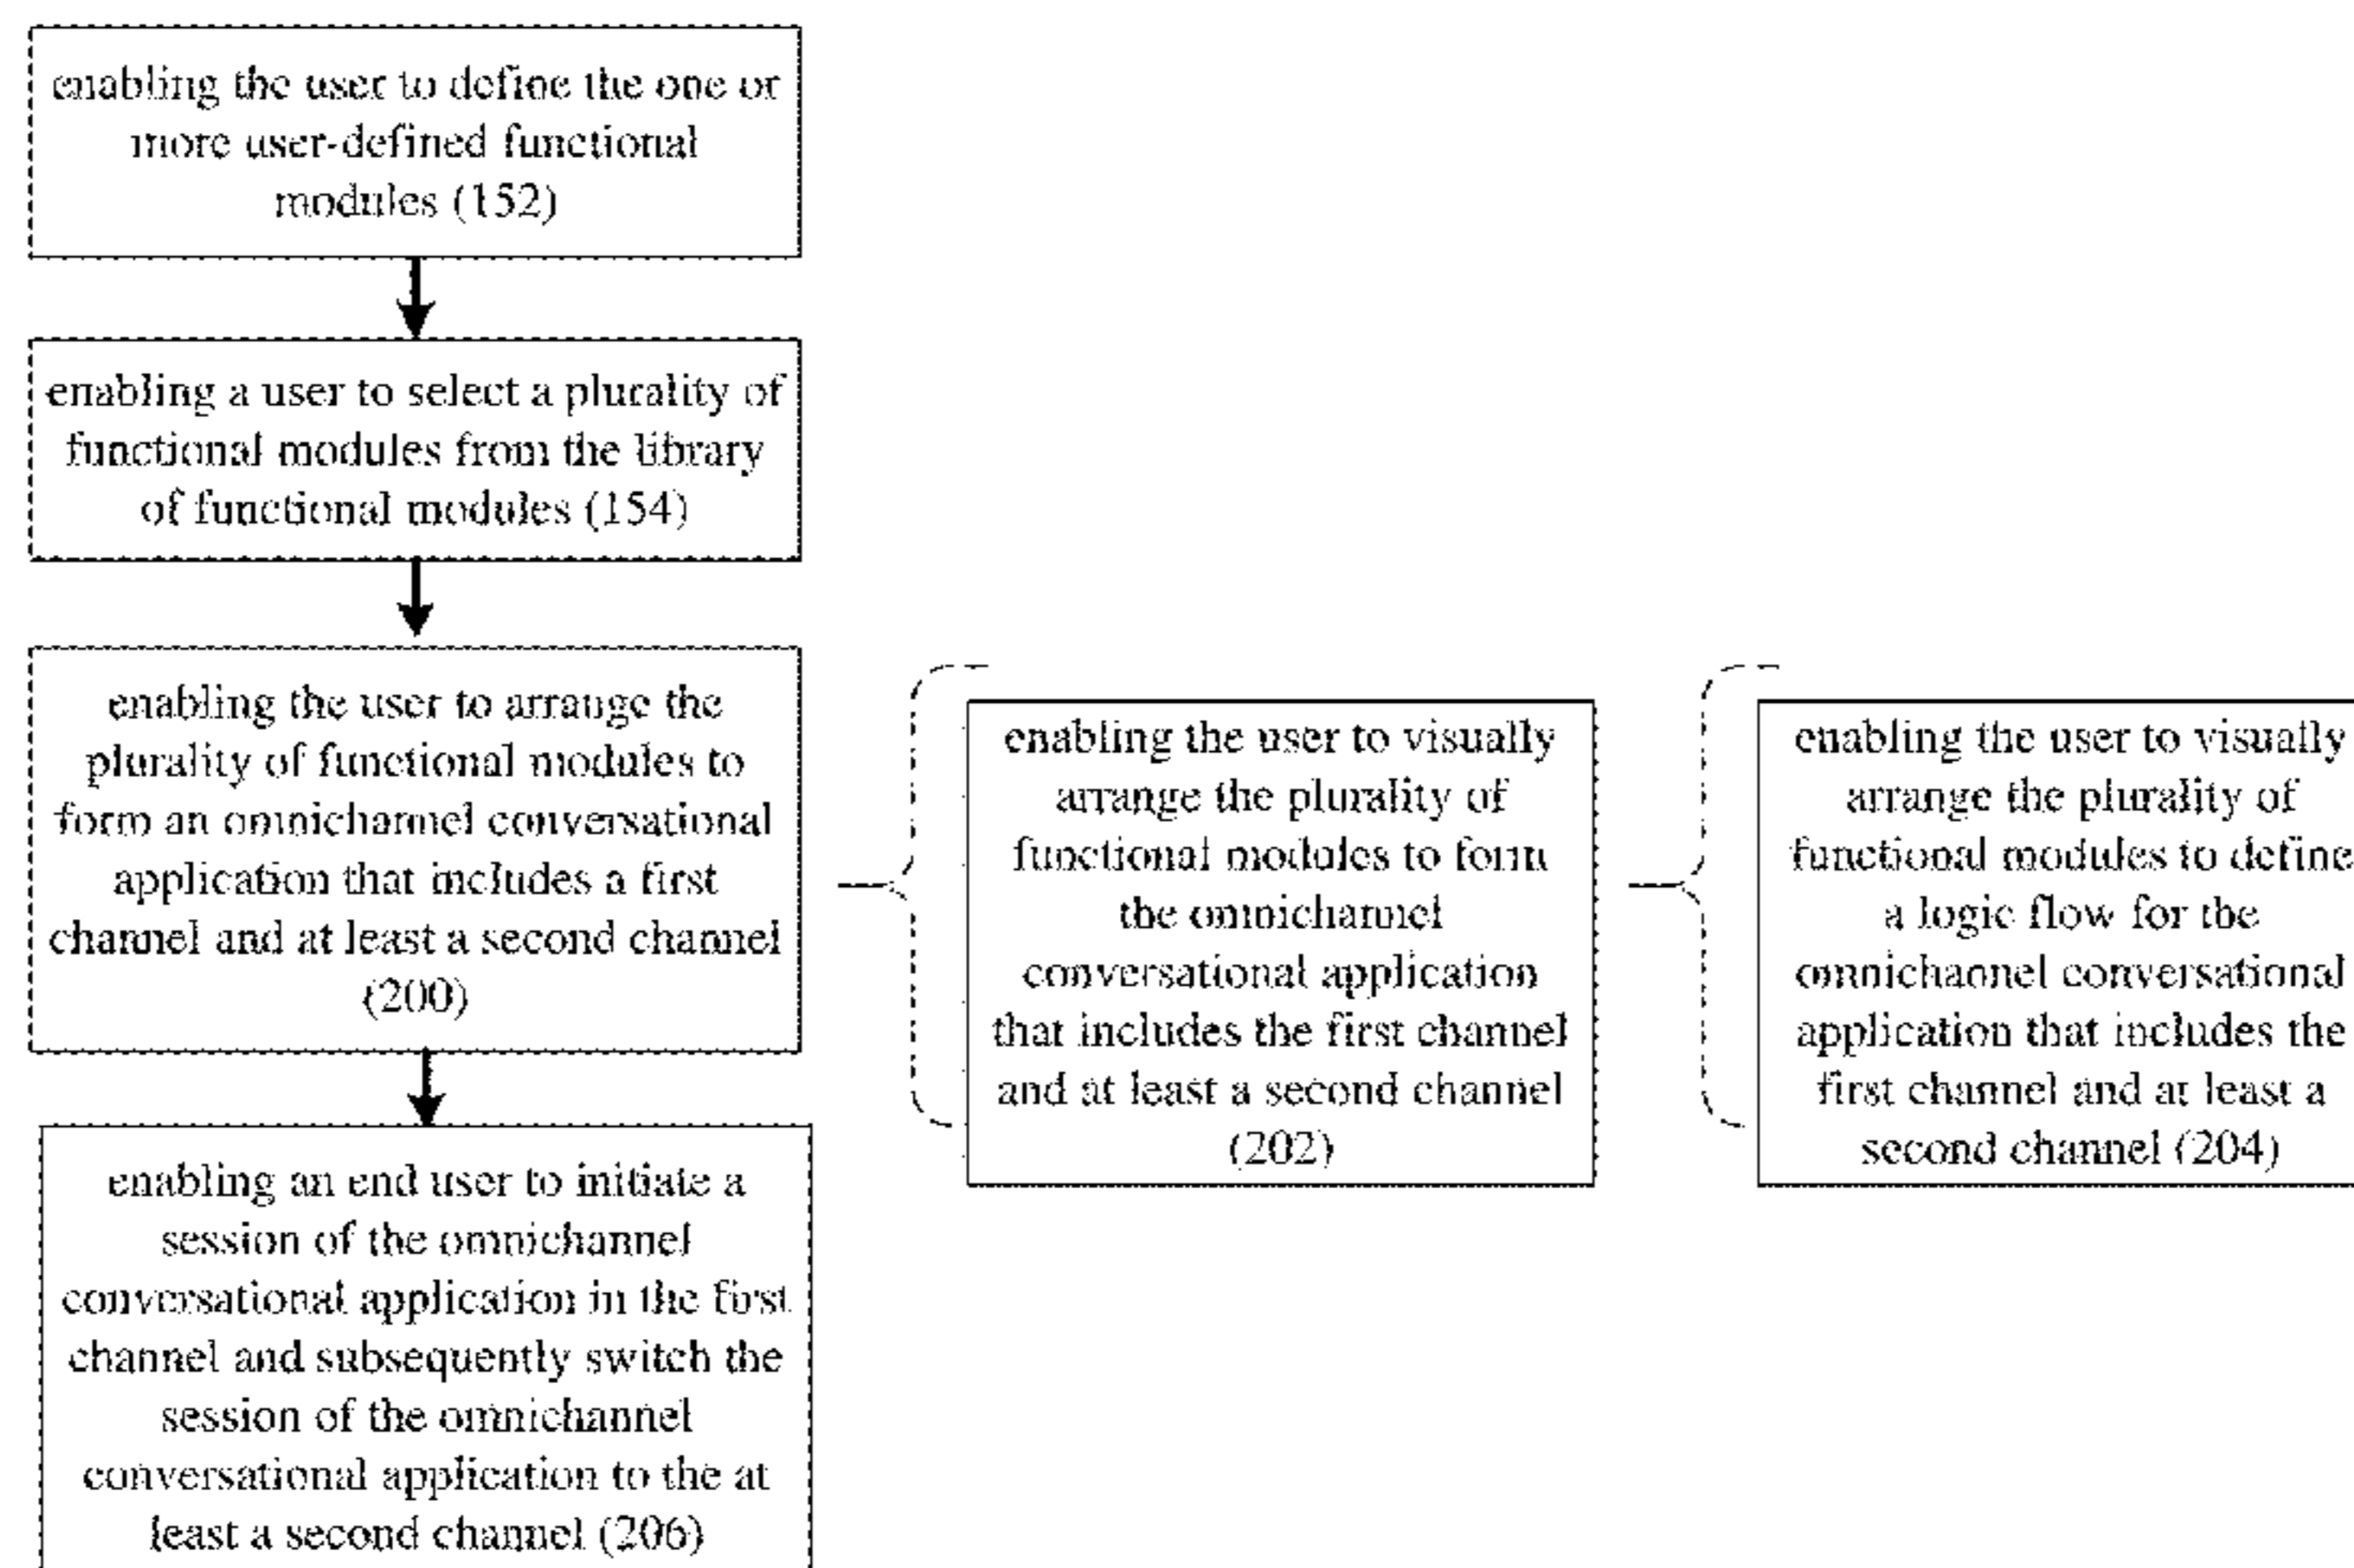 enabling the user to define the one or
more user-defined functional
modules (152)
enabling a user to select a plurality of
functional modules from the library
of functional modules (154)
enabling the user to arrange the
plurality of functional modules to
form an omnichannel conversational
application that includes a first
channel and at least a second channel
(200)
enabling the user to visually
arrange the plurality of
functional modules to form
the omnichannel
conversational application
that includes the first channel
and at least a second channel
(202)
enabling the user to visually
arrange the plurality of
functional modules to define
a logic flow for the
omnichannel conversational
application that includes the
first channel and at least a
second channel (204)
enabling an end user to initiate a
session of the omnichannel
conversational application in the first
channel and subsequently switch the
session of the omnichannel
conversational application to the at
least a second channel (206)